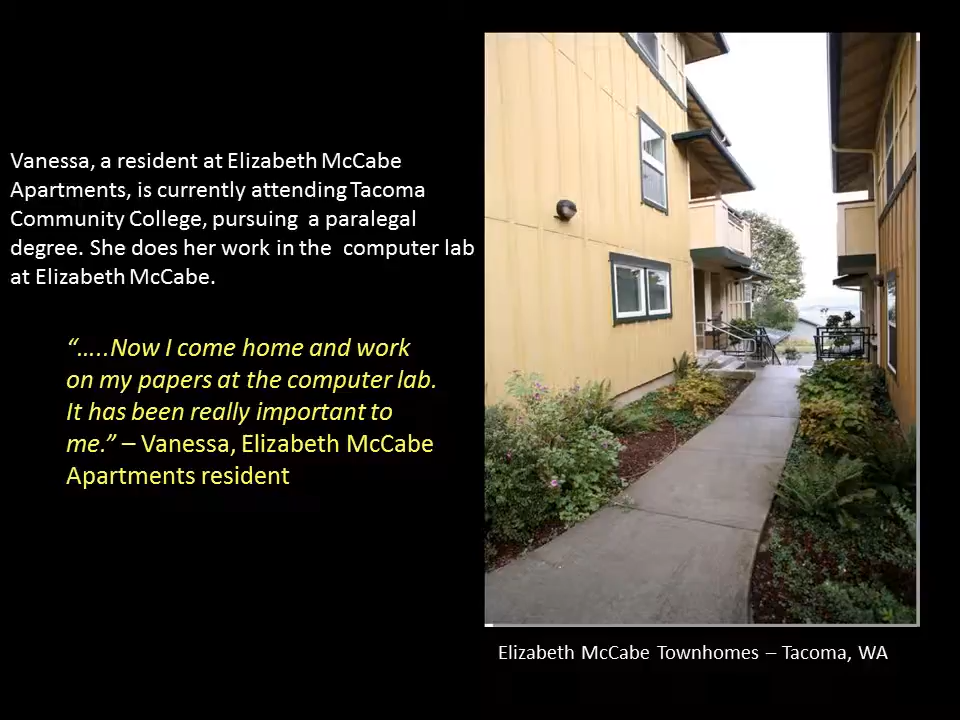 Vanessa, a resident at Elizabeth McCabe
Apartments, is currently attending Tacoma
Community College, pursuing  a paralegal
degree. She does her work in the  computer lab
at Elizabeth McCabe.
“…..Now I come home and work
on my papers at the computer lab.
It has been really important to
me.” – Vanessa, Elizabeth McCabe
Apartments resident
Elizabeth McCabe Townhomes – Tacoma, WA